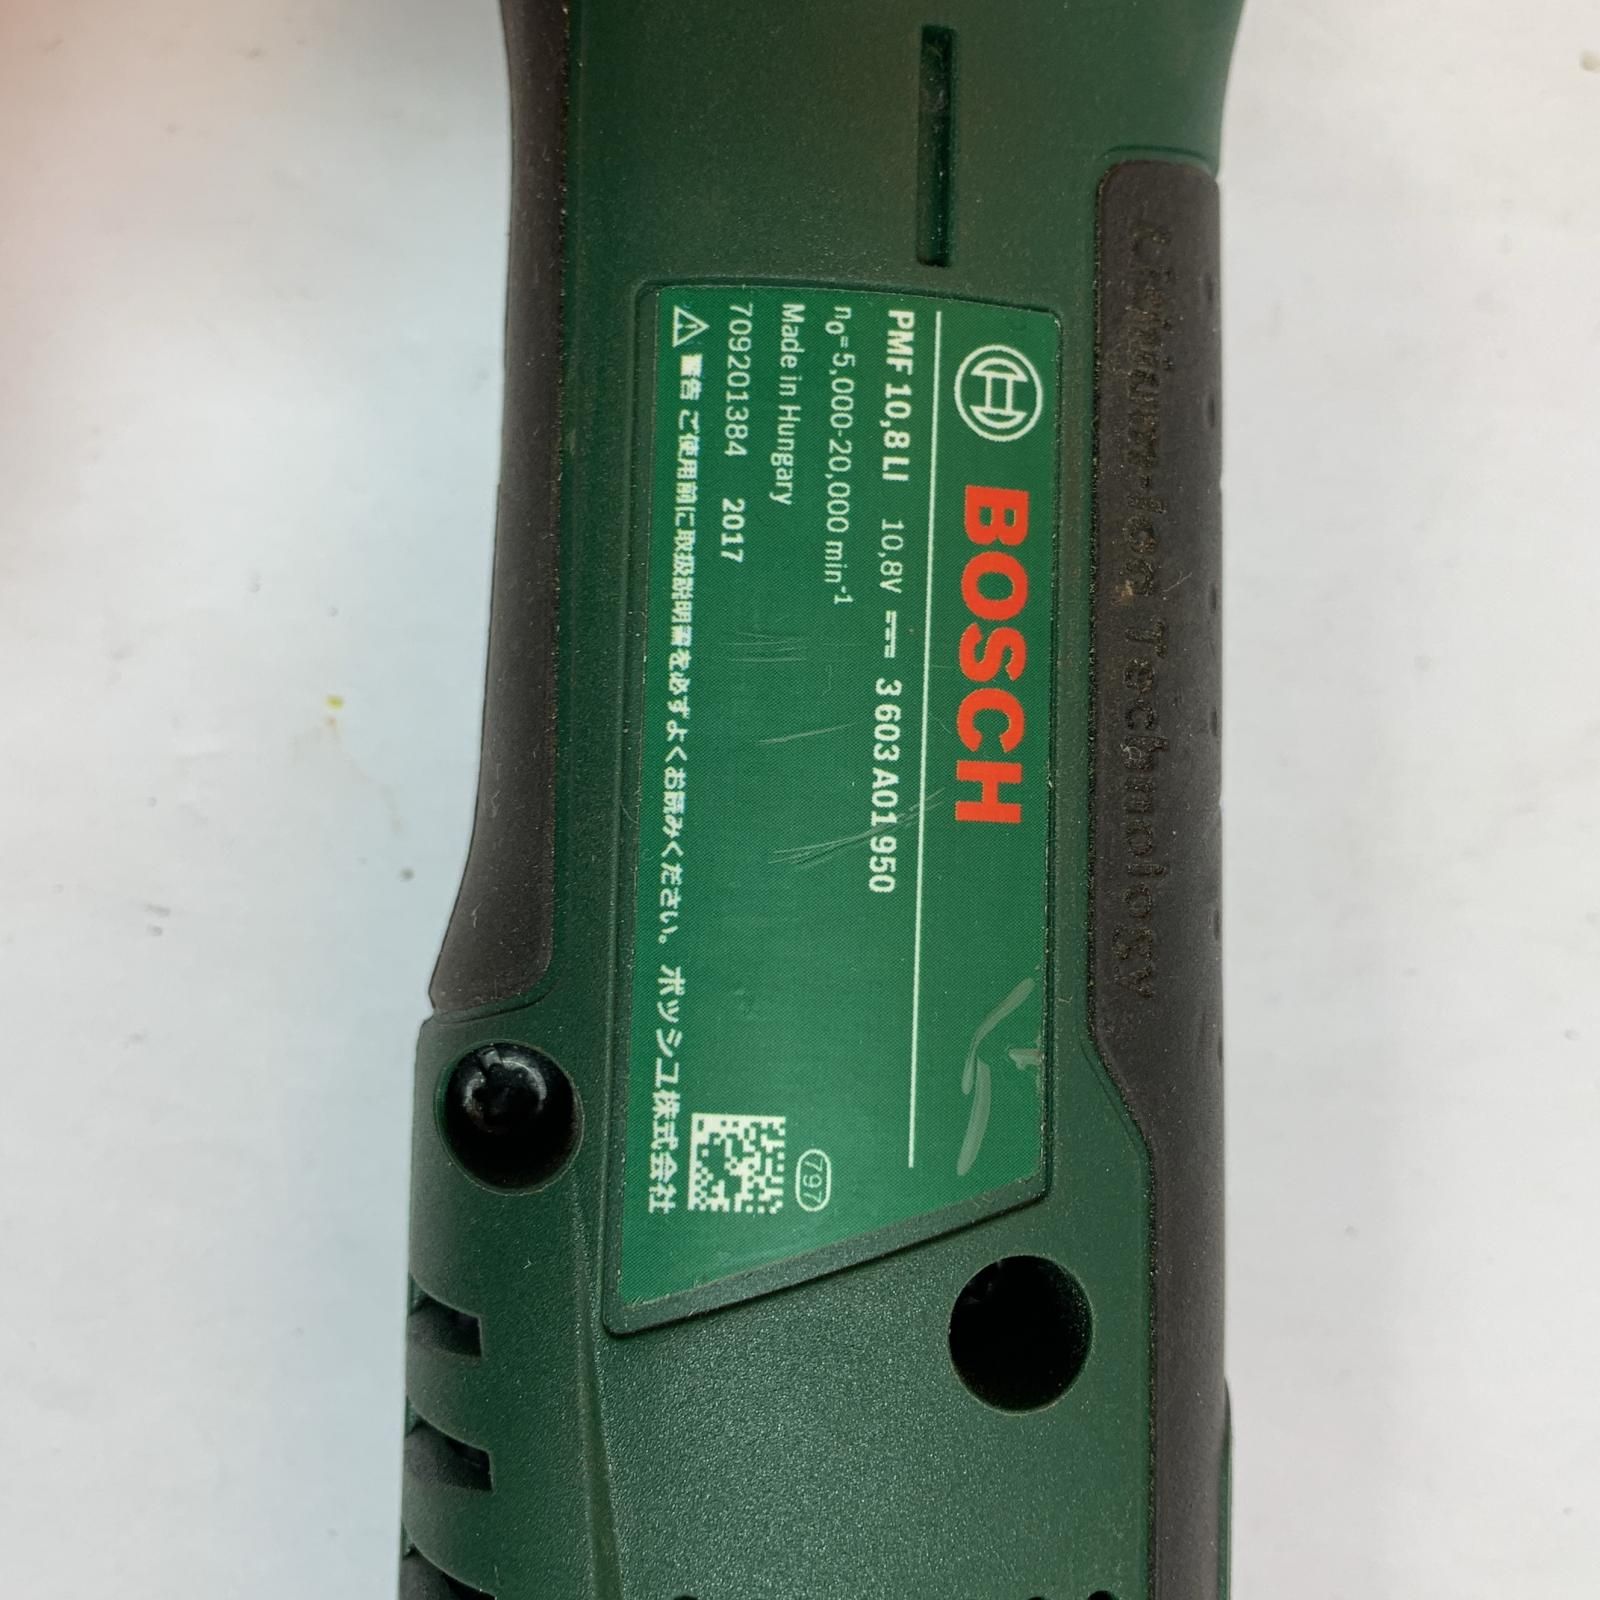 BOSCH
PMF 10,8 LI 10,8V ⎓ 3 603 A01 950
n₀=5,000-20,000 min⁻¹
Made in Hungary
709201384 2017
警告 ご使用前に取扱説明書を必ずよくお読みください。 ボッシュ株式会社
797
Lithium-Ion Technology